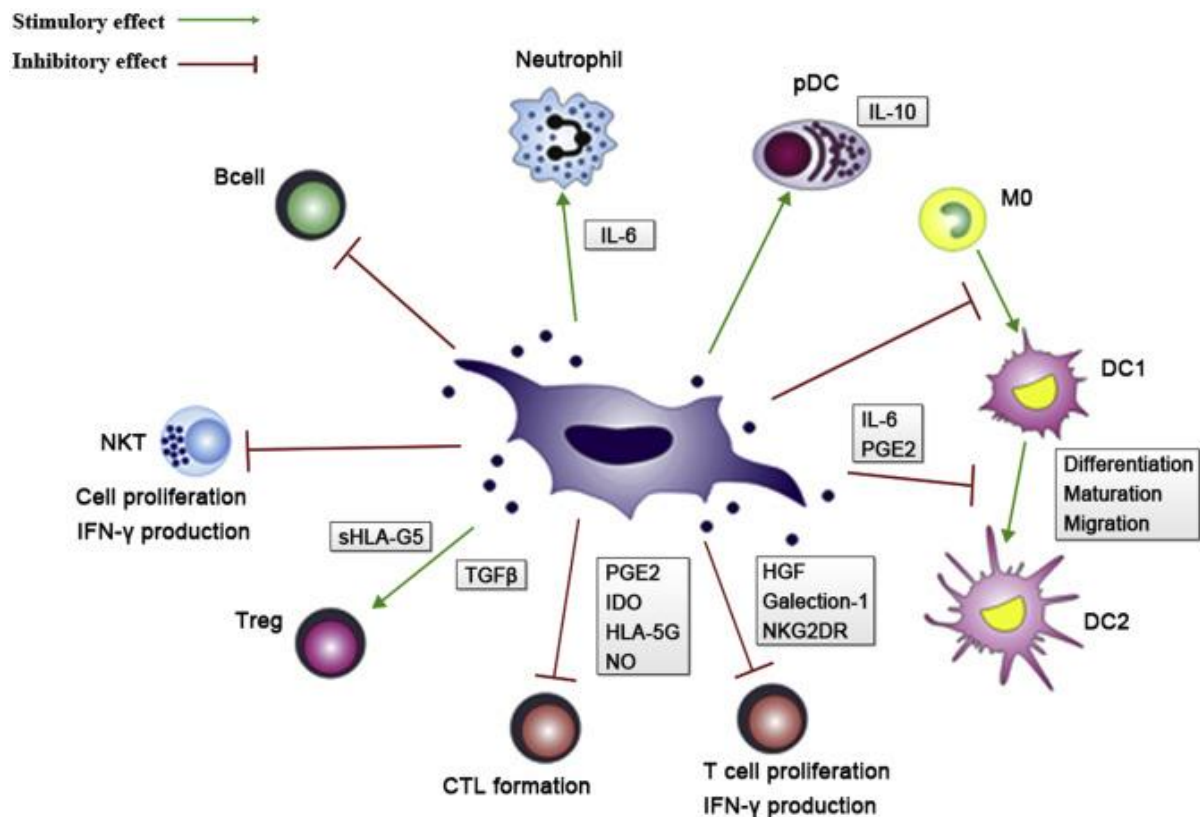 Stimulory effect
Inhibitory effect
Neutrophil
pDC
IL-10
Bcell
IL-6
M0
DC1
IL-6
PGE2
NKT
Cell proliferation
IFN-γ production
Differentiation
Maturation
Migration
sHLA-G5
TGFβ
Treg
PGE2
IDO
HLA-5G
NO
HGF
Galection-1
NKG2DR
DC2
CTL formation
T cell proliferation
IFN-γ production